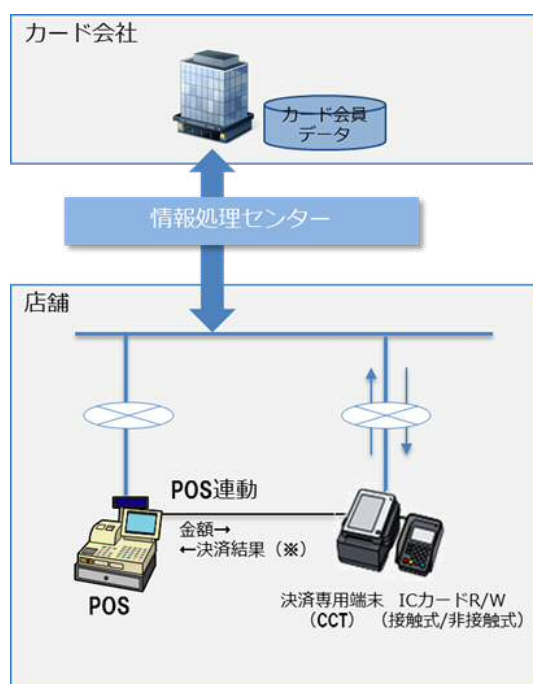 カード会社
カード会員
データ
情報処理センター
店舗
POS連動
金額→
←決済結果（※）
POS
決済専用端末 ICカードR/W
（CCT）（接触式/非接触式）